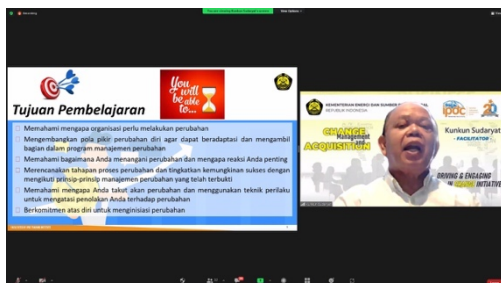 You will be able to...
Tujuan Pembelajaran
Memahami mengapa organisasi perlu melakukan perubahan
Mengembangkan pola pikir perubahan diri agar dapat beradaptasi dan mengambil
bagian dalam program manajemen perubahan
Memahami bagaimana Anda menangani perubahan dan mengapa reaksi Anda penting
Merencanakan tahapan proses perubahan dan tingkatkan kemungkinan sukses dengan
mengikuti prinsip-prinsip manajemen perubahan yang telah terbukti
Memahami mengapa Anda takut akan perubahan dan menggunakan teknik perilaku
untuk mengatasi penolakan Anda terhadap perubahan
Berkomitmen atas diri untuk menginisiasi perubahan
KEMENTERIAN ENERGI DAN SUMBER
REPUBLIK INDONESIA
CHANGE
Management
and
ACQUISITION
Kunkun Sudaryat
- FACILITATOR -
DRIVING & ENGAGING
IN CHANGE INITIATIVE